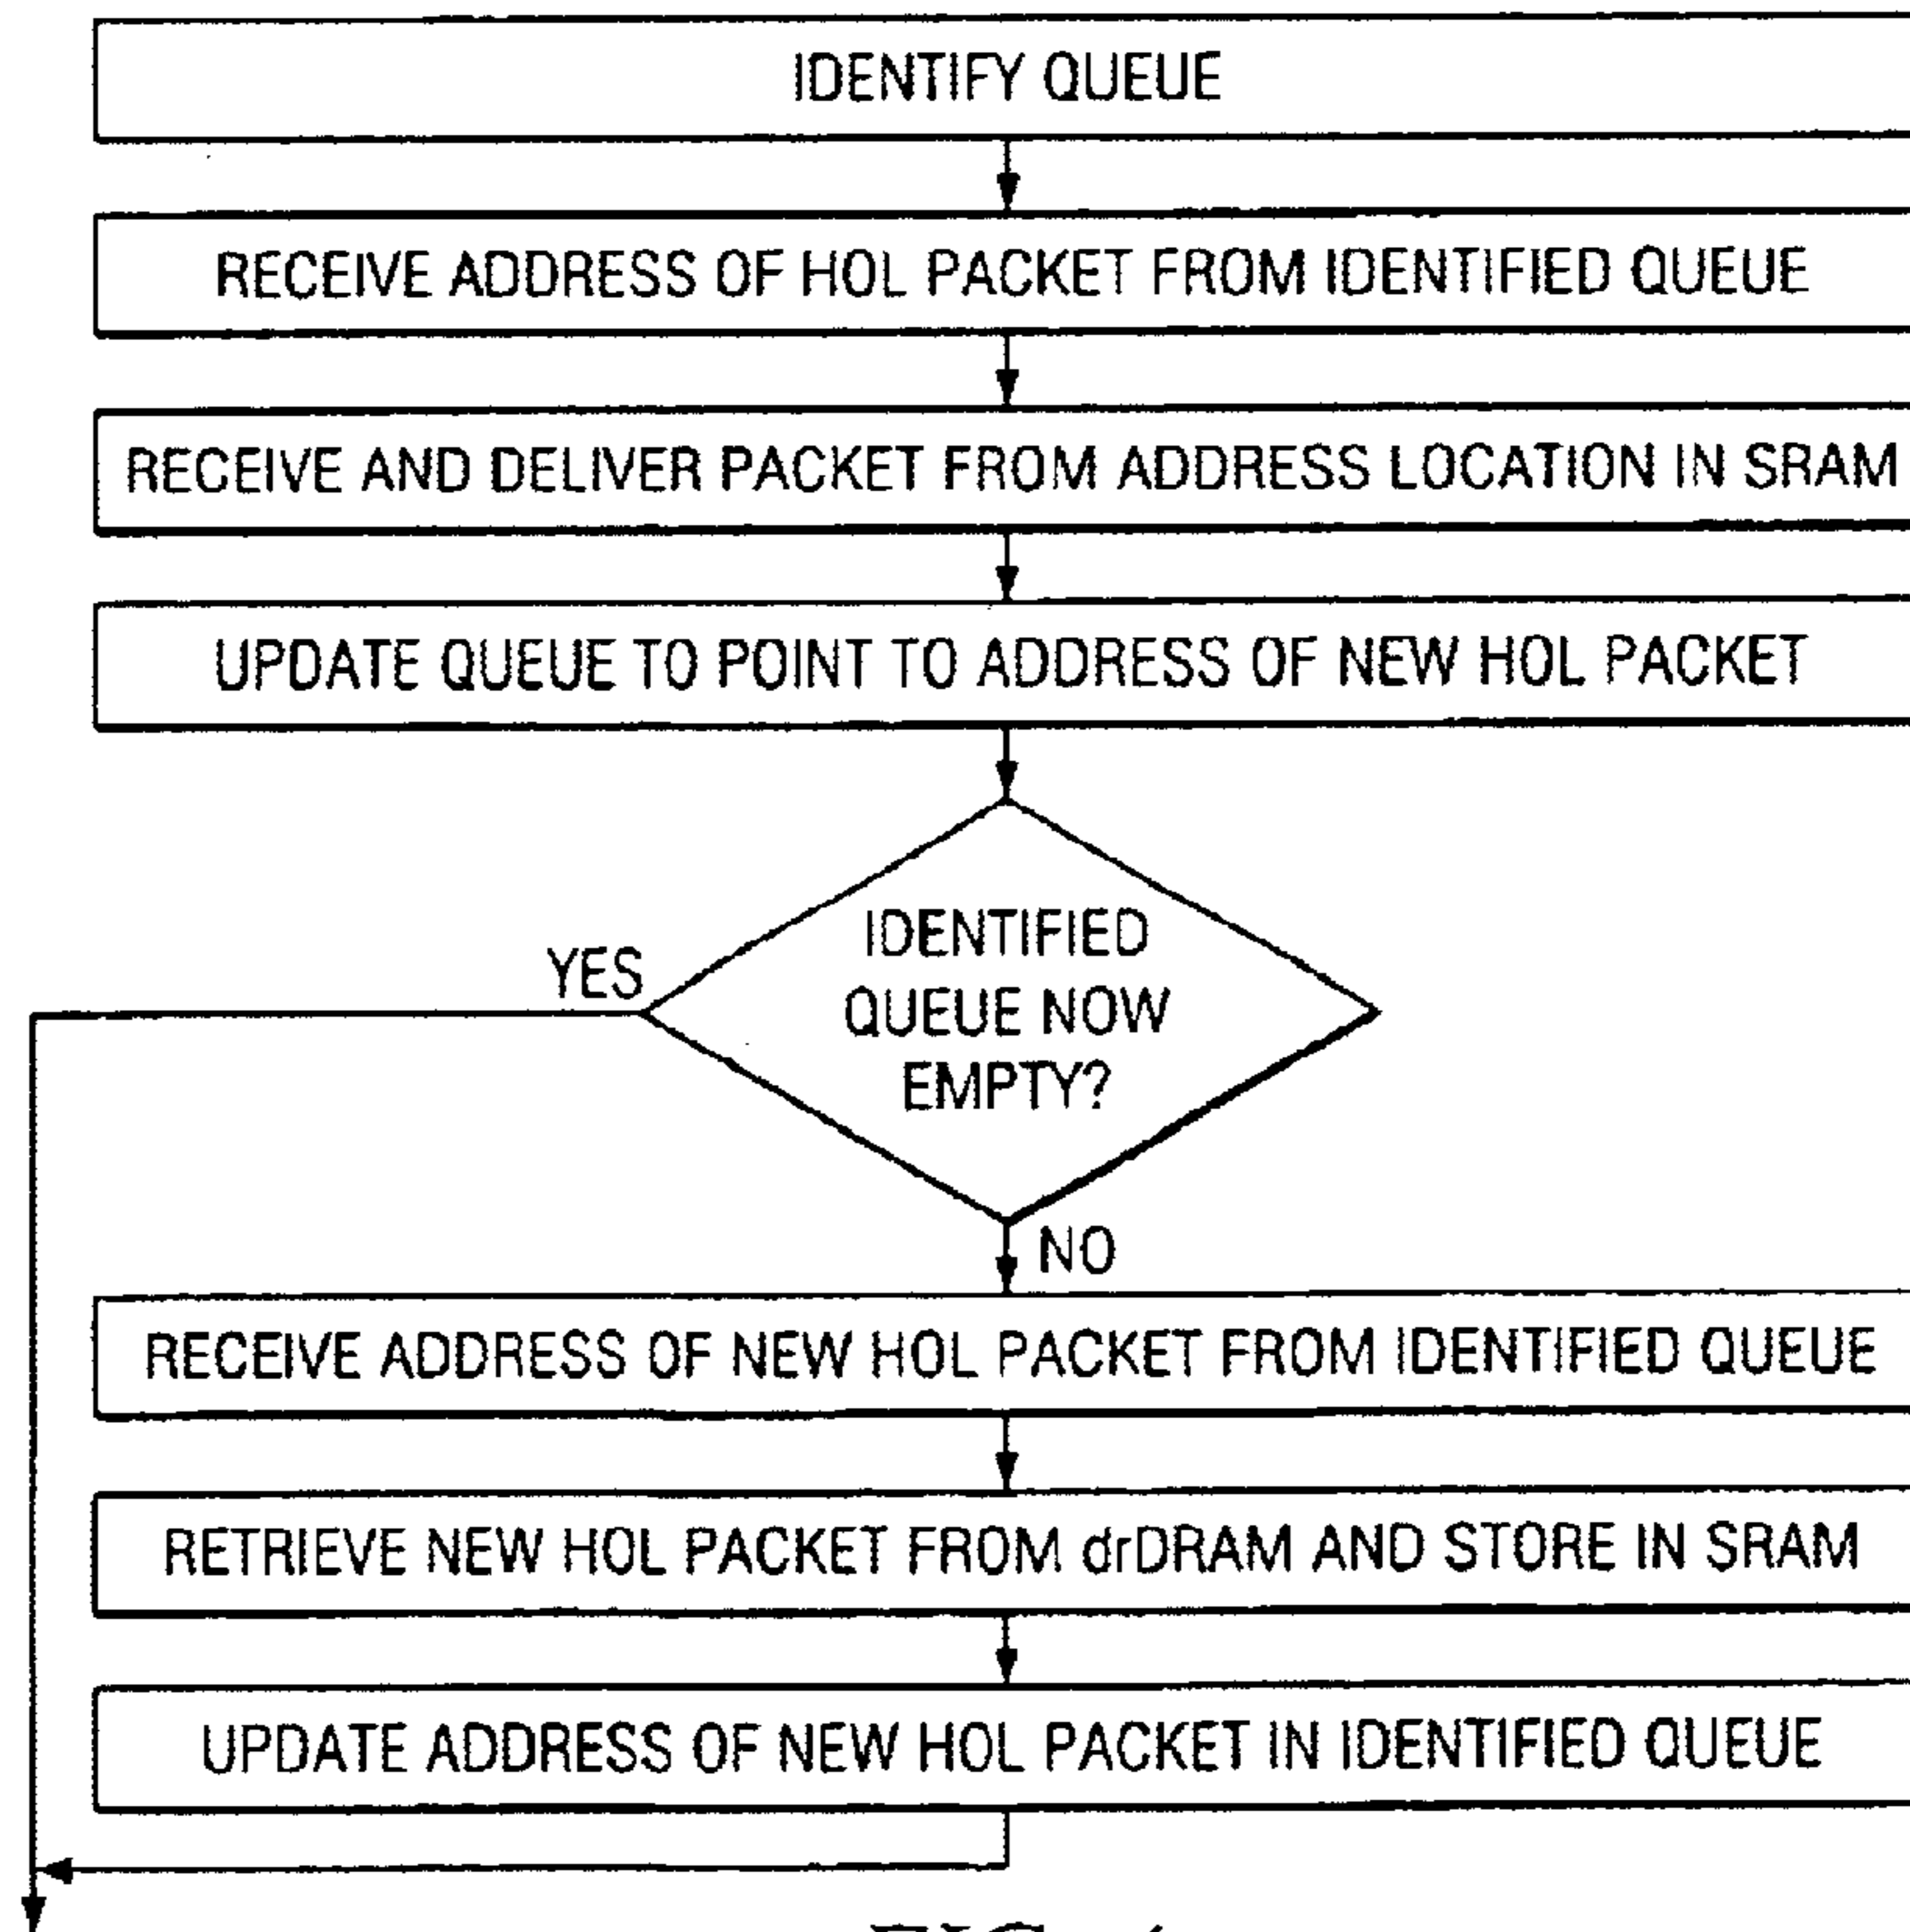 IDENTIFY QUEUE
RECEIVE ADDRESS OF HOL PACKET FROM IDENTIFIED QUEUE
RECEIVE AND DELIVER PACKET FROM ADDRESS LOCATION IN SRAM
UPDATE QUEUE TO POINT TO ADDRESS OF NEW HOL PACKET
IDENTIFIED
QUEUE NOW
EMPTY?
YES
NO
RECEIVE ADDRESS OF NEW HOL PACKET FROM IDENTIFIED QUEUE
RETRIEVE NEW HOL PACKET FROM drDRAM AND STORE IN SRAM
UPDATE ADDRESS OF NEW HOL PACKET IN IDENTIFIED QUEUE